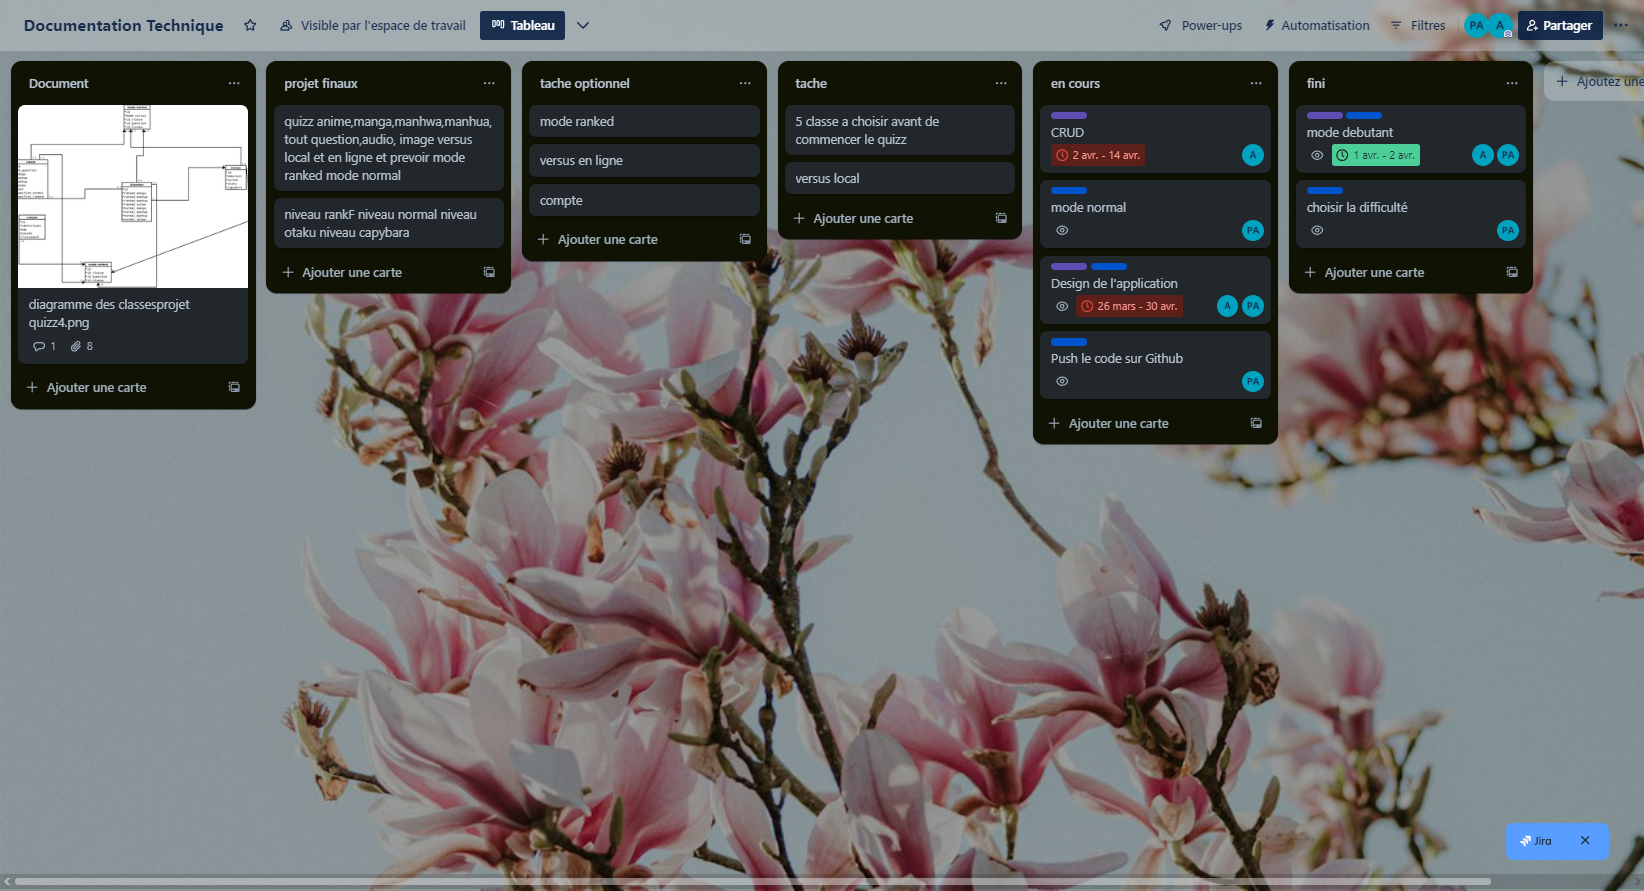 Documentation Technique
Visible par l'espace de travail
Tableau
Power-ups
Automatisation
Filtres
PA
A
Partager
Document
diagramme des classesprojet
quizz4.png
1
8
Ajouter une carte
projet finaux
quizz anime,manga,manhwa,manhua,
tout question,audio, image versus
local et en ligne et prevoir mode
ranked mode normal
niveau rankF niveau normal niveau
otaku niveau capybara
Ajouter une carte
tache optionnel
mode ranked
versus en ligne
compte
Ajouter une carte
tache
5 classe a choisir avant de
commencer le quizz
versus local
Ajouter une carte
en cours
CRUD
2 avr. - 14 avr.
A
mode normal
PA
Design de l'application
26 mars - 30 avr.
A
PA
Push le code sur Github
PA
Ajouter une carte
fini
mode debutant
1 avr. - 2 avr.
A
PA
choisir la difficulté
PA
Ajouter une carte
Ajoutez une
Jira